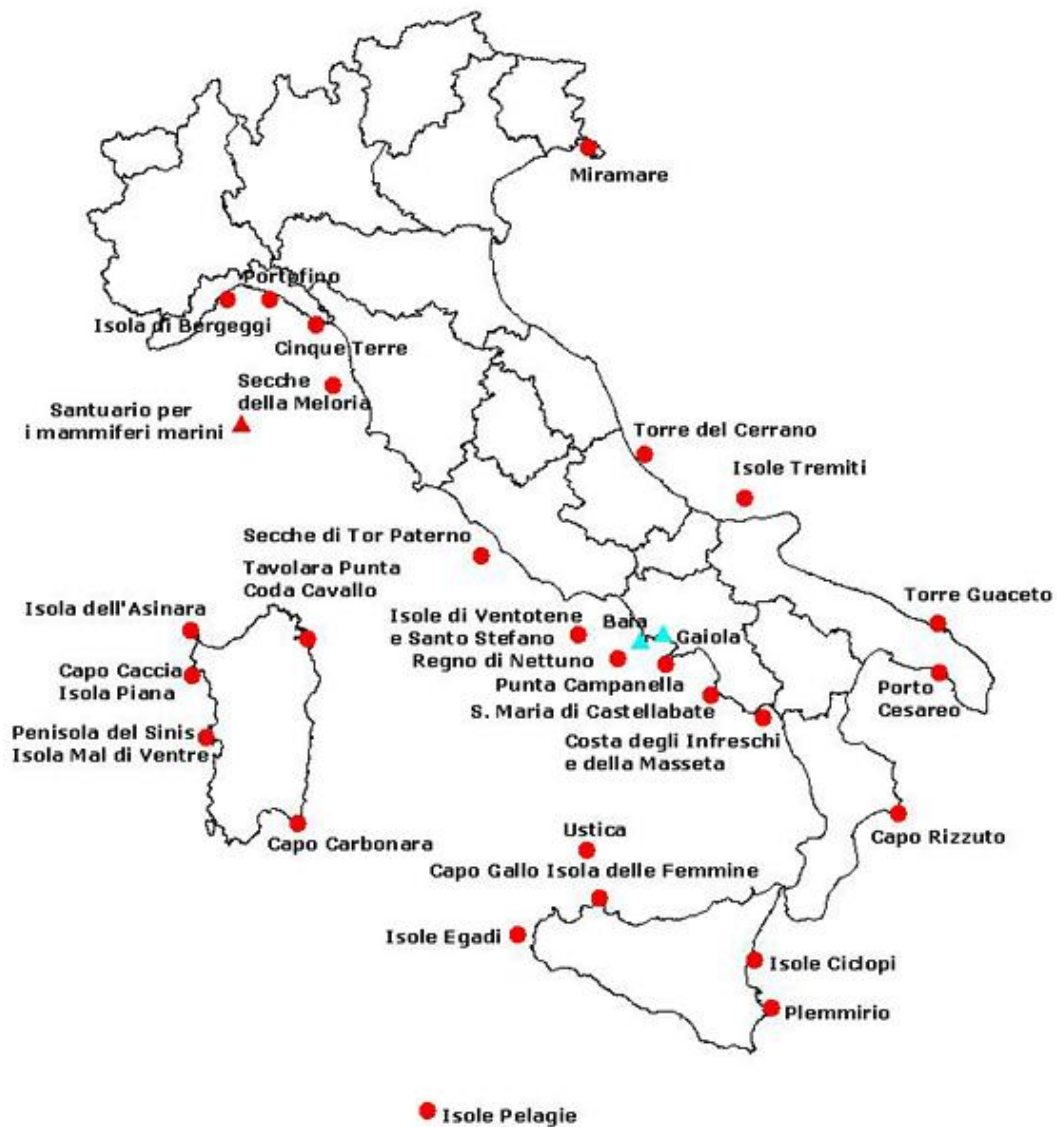 Miramare
Portofino
Isola di Bergeggi
Cinque Terre
Secche
della Meloria
Santuario per
i mammiferi marini
Torre del Cerrano
Isole Tremiti
Secche di Tor Paterno
Tavolara Punta
Coda Cavallo
Isola dell'Asinara
Isole di Ventotene
e Santo Stefano
Baia
Gaiola
Torre Guaceto
Regno di Nettuno
Capo Caccia
Isola Piana
Punta Campanella
Porto
Cesareo
S. Maria di Castellabate
Penisola del Sinis
Isola Mal di Ventre
Costa degli Infreschi
e della Masseta
Capo Carbonara
Ustica
Capo Rizzuto
Capo Gallo Isola delle Femmine
Isole Egadi
Isole Ciclopi
Plemmirio
Isole Pelagie